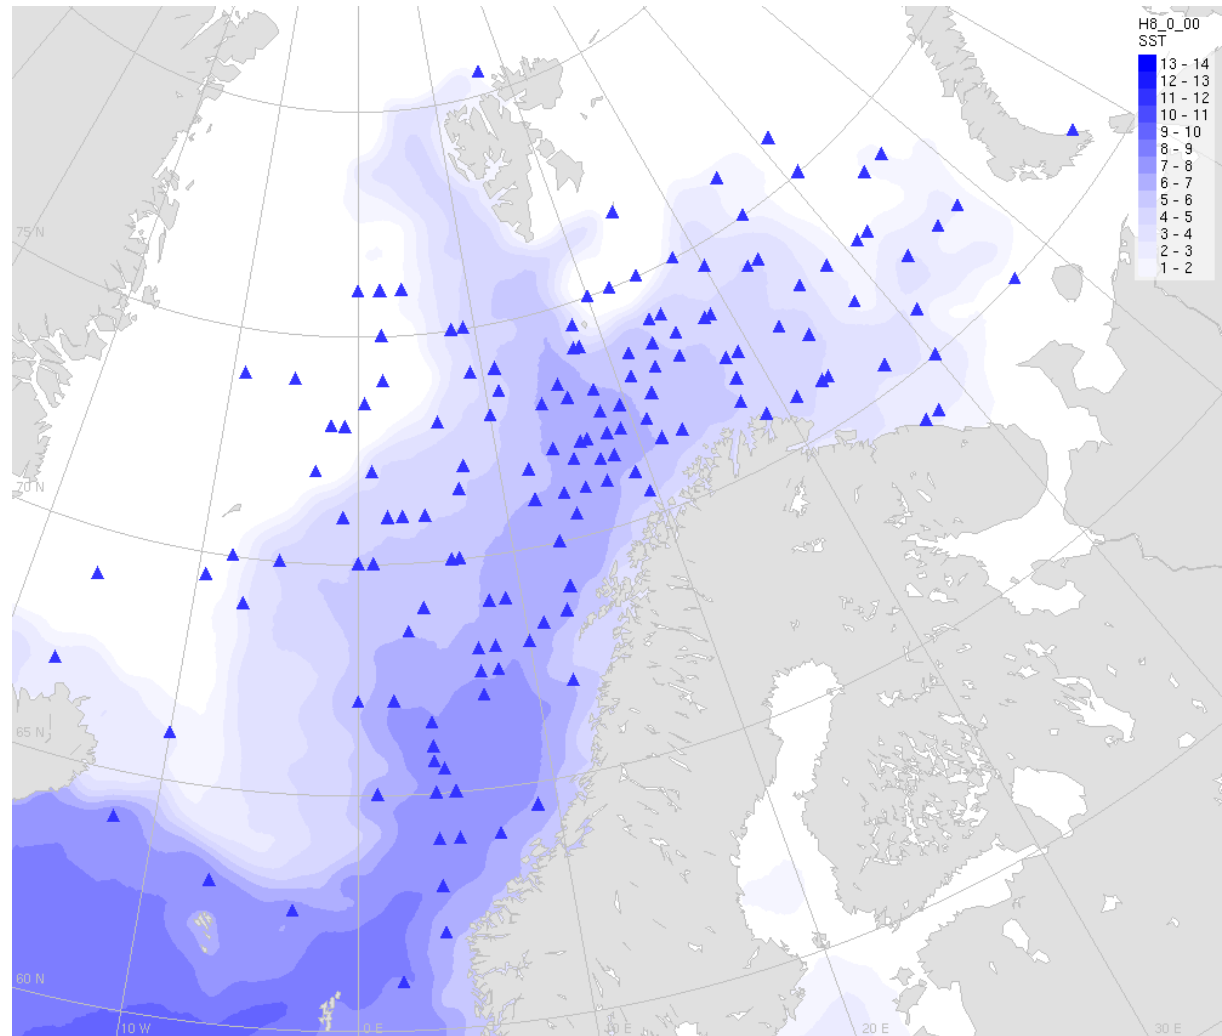 H8_0_00
SST
13 - 14
12 - 13
11 - 12
10 - 11
9 - 10
8 - 9
7 - 8
6 - 7
5 - 6
4 - 5
3 - 4
2 - 3
1 - 2
75 N
70 N
65 N
60 N
10 W
0 E
10 E
20 E
30 E